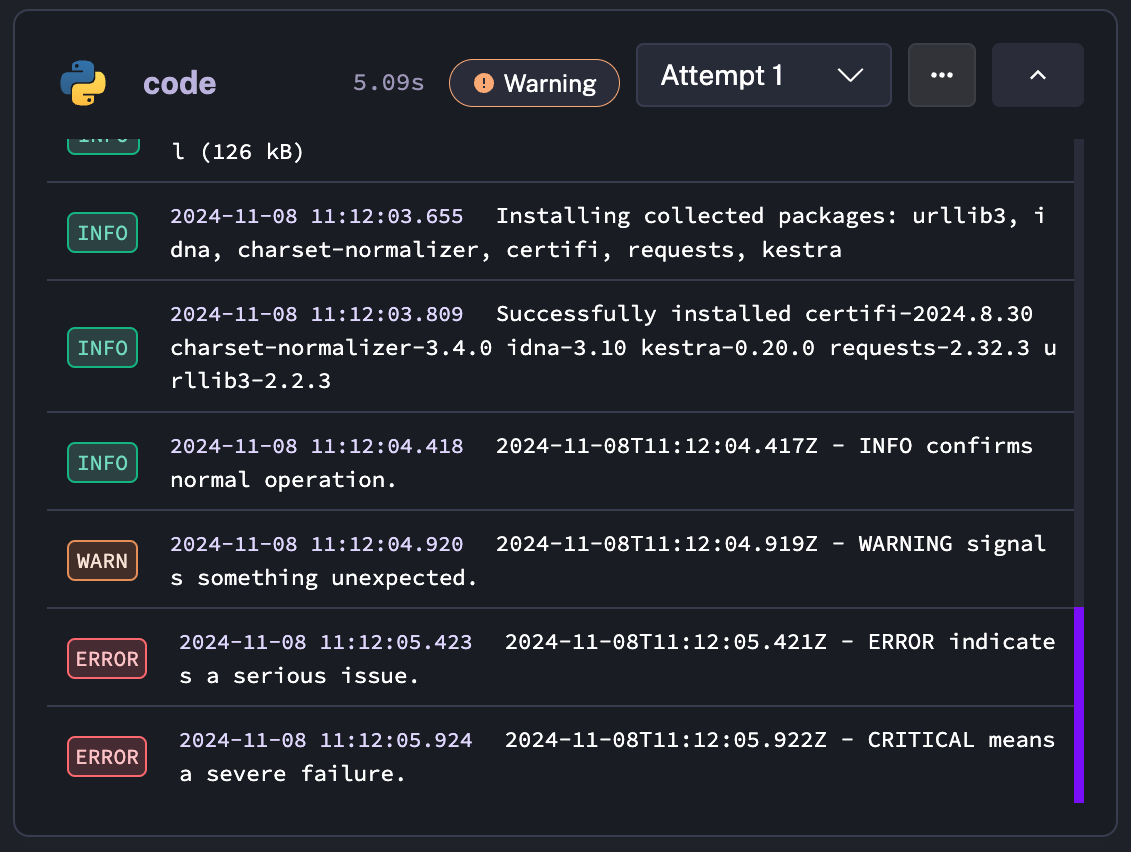 code 5.09s Warning Attempt 1
INFO l (126 kB)
INFO 2024-11-08 11:12:03.655 Installing collected packages: urllib3, i
dna, charset-normalizer, certifi, requests, kestra
2024-11-08 11:12:03.809 Successfully installed certifi-2024.8.30
INFO charset-normalizer-3.4.0 idna-3.10 kestra-0.20.0 requests-2.32.3 u
rllib3-2.2.3
INFO 2024-11-08 11:12:04.418 2024-11-08T11:12:04.417Z - INFO confirms
normal operation.
WARN 2024-11-08 11:12:04.920 2024-11-08T11:12:04.919Z - WARNING signal
s something unexpected.
ERROR 2024-11-08 11:12:05.423 2024-11-08T11:12:05.421Z - ERROR indicate
s a serious issue.
ERROR 2024-11-08 11:12:05.924 2024-11-08T11:12:05.922Z - CRITICAL means
a severe failure.